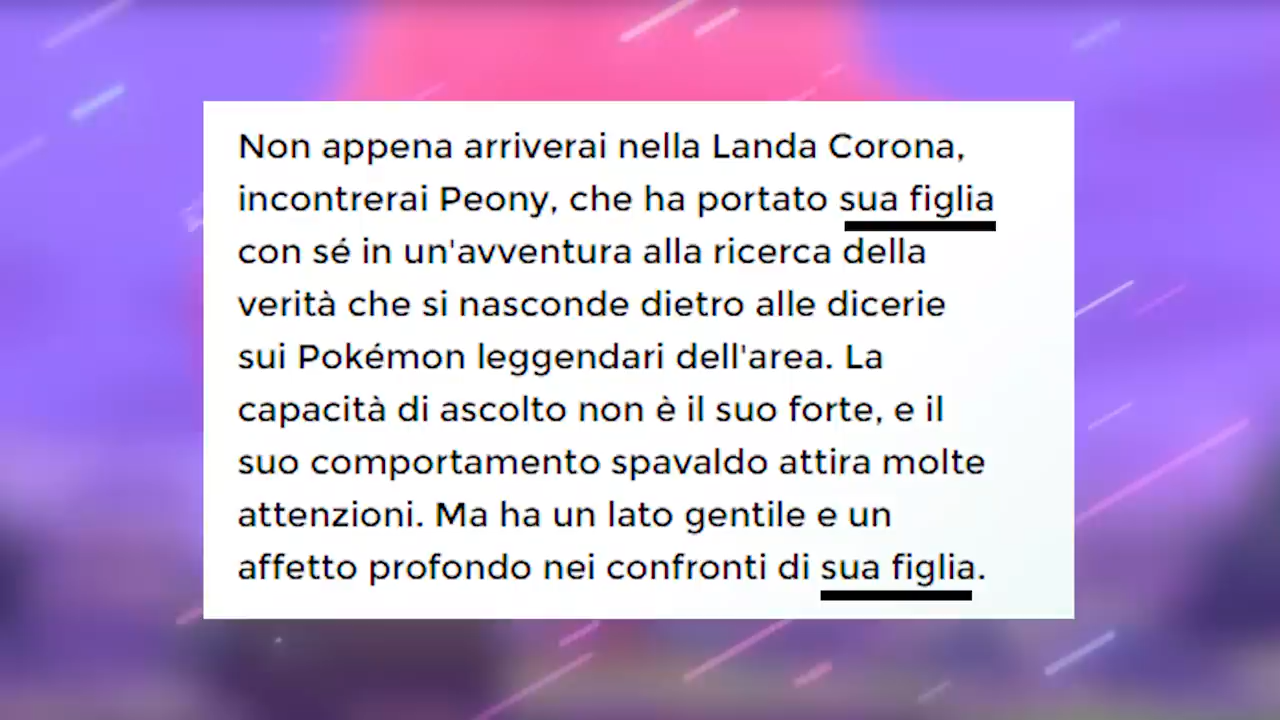 Non appena arriverai nella Landa Corona,
incontrerai Peony, che ha portato sua figlia
con sé in un'avventura alla ricerca della
verità che si nasconde dietro alle dicerie
sui Pokémon leggendari dell'area. La
capacità di ascolto non è il suo forte, e il
suo comportamento spavaldo attira molte
attenzioni. Ma ha un lato gentile e un
affetto profondo nei confronti di sua figlia.